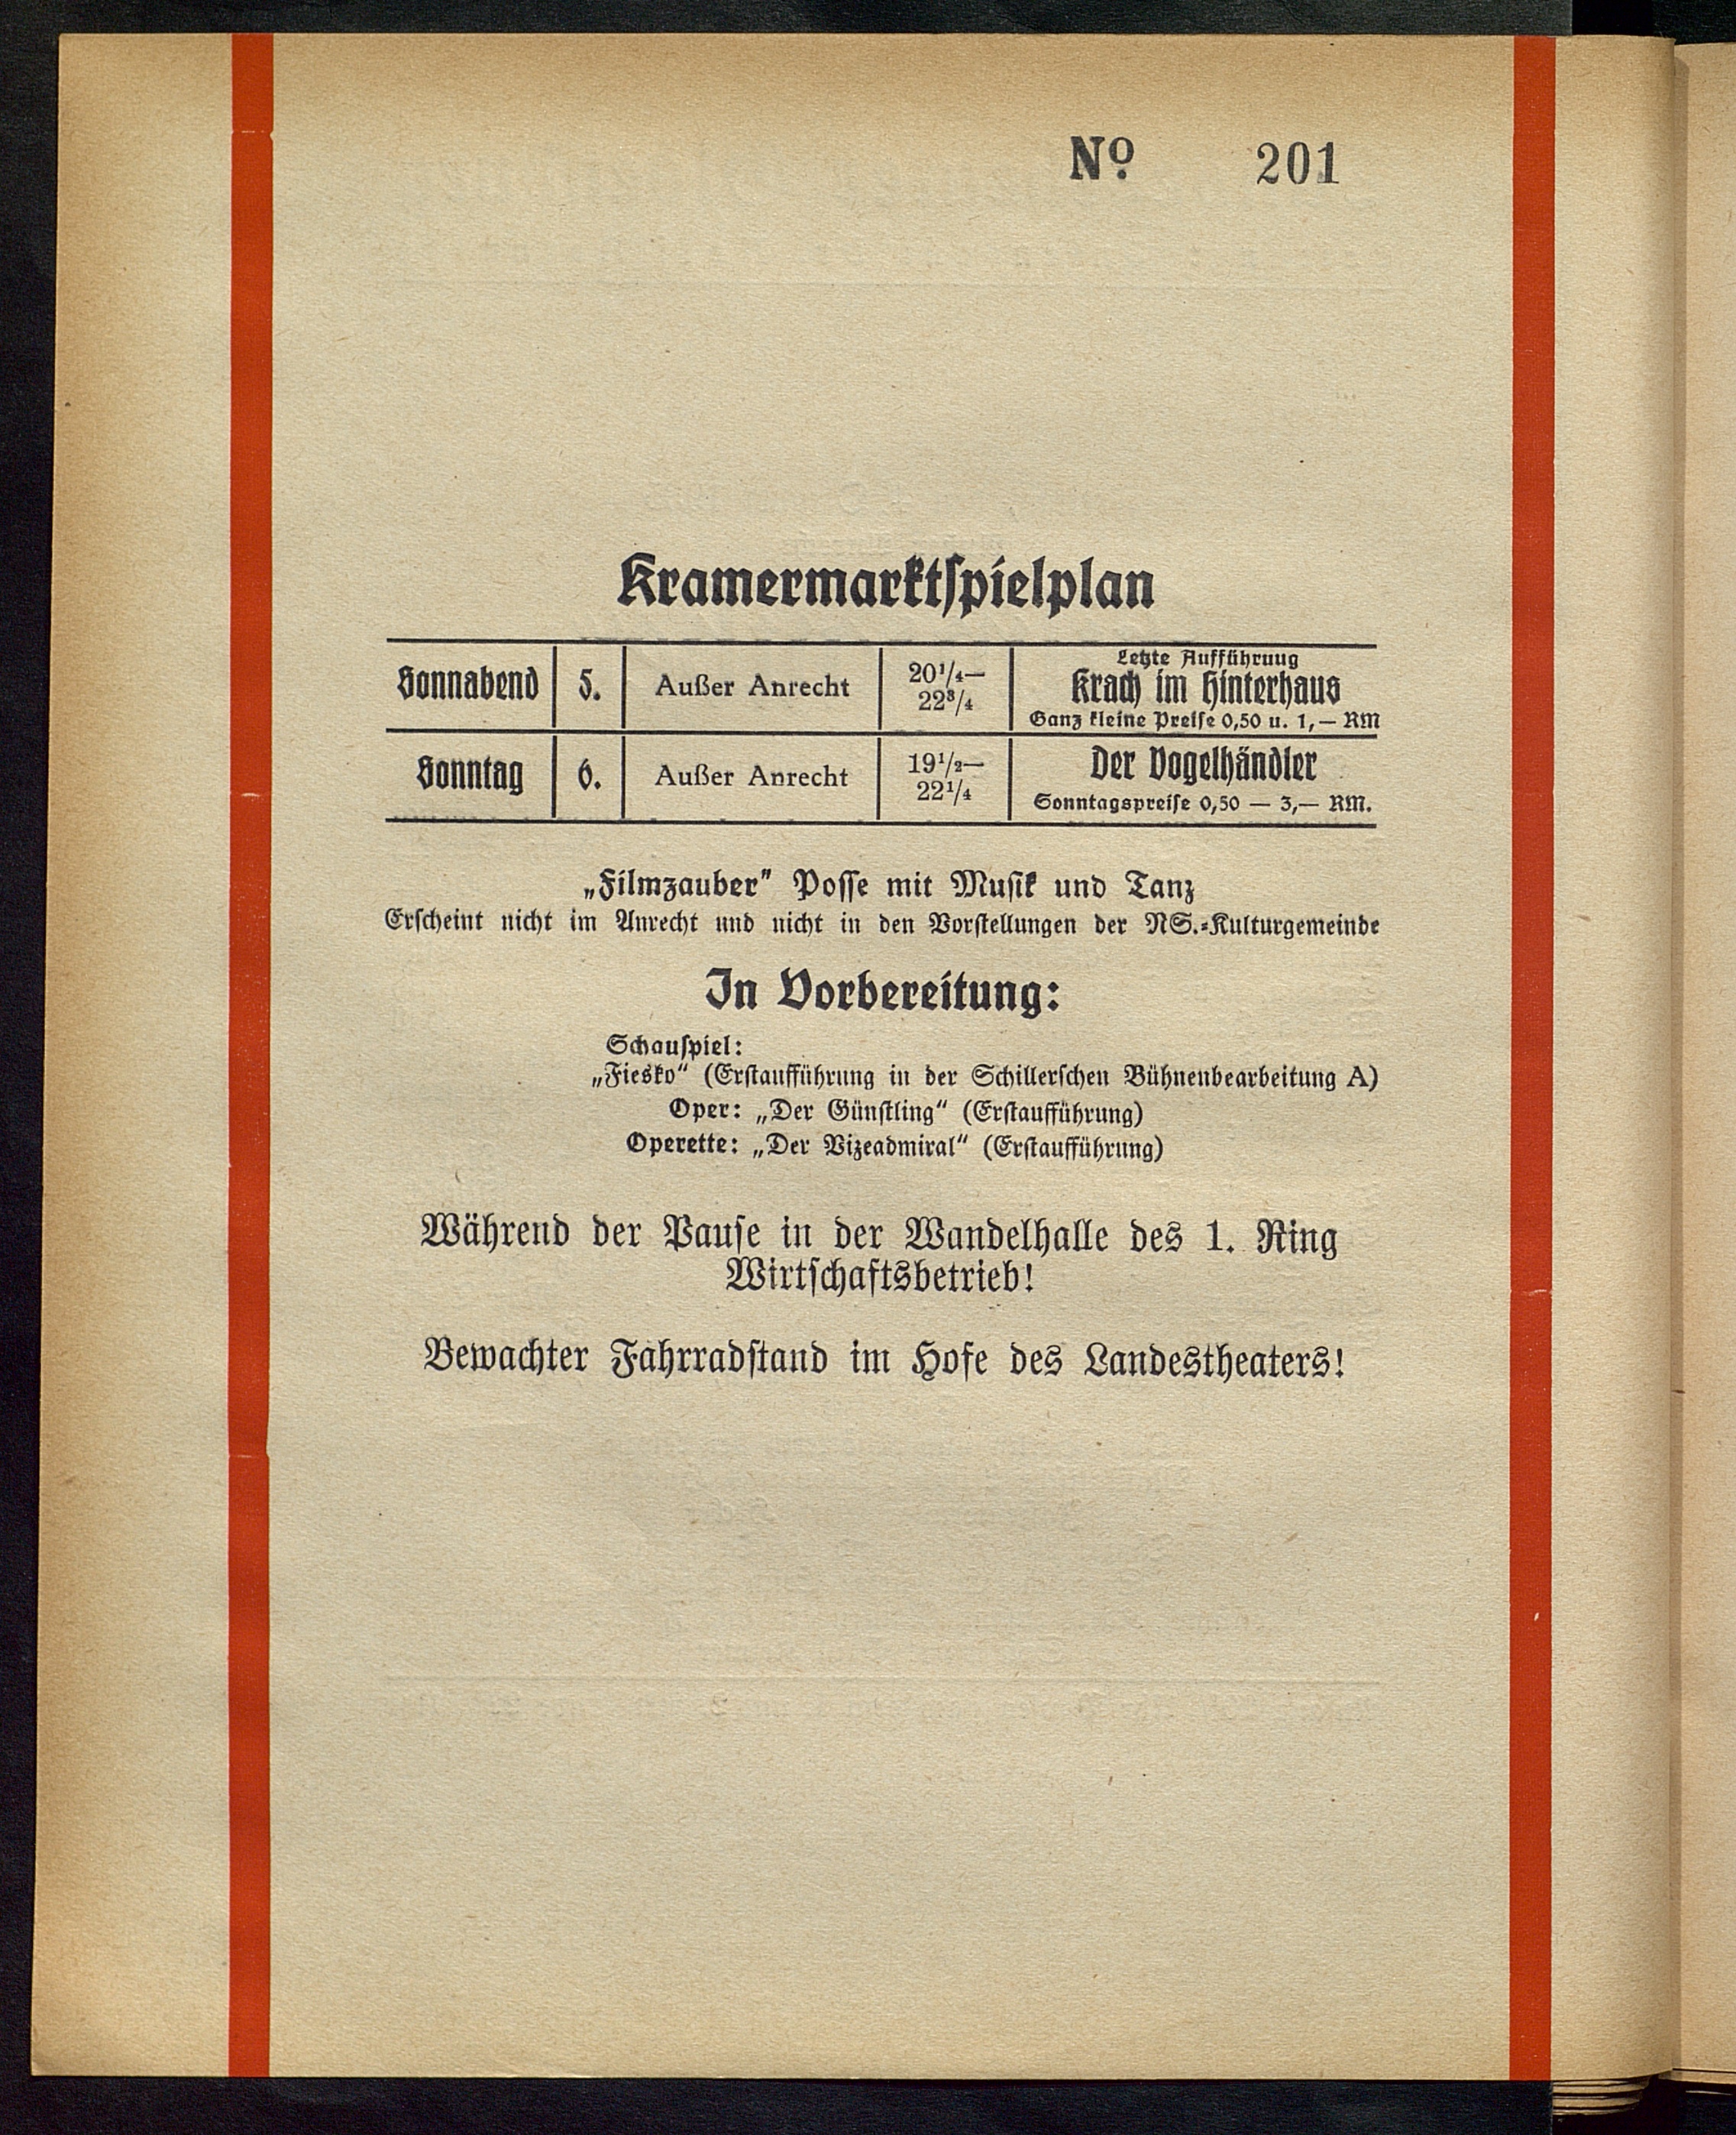 Nº 201
Kramermarktspielplan
Sonnabend 5. Außer Anrecht 20¹/₄— 22³/₄ Letzte Aufführung
Krach im Hinterhaus
Ganz kleine Preise 0,50 u. 1,— RM
Sonntag 6. Außer Anrecht 19¹/₂— 22¹/₄ Der Vogelhändler
Sonntagspreise 0,50 — 3,— RM.
„Filmzauber" Posse mit Musik und Tanz
Erscheint nicht im Anrecht und nicht in den Vorstellungen der NS.-Kulturgemeinde
In Vorbereitung:
Schauspiel:
„Fiesko“ (Erstaufführung in der Schillerschen Bühnenbearbeitung A)
Oper: „Der Günstling“ (Erstaufführung)
Operette: „Der Vizeadmiral“ (Erstaufführung)
Während der Pause in der Wandelhalle des 1. Ring
Wirtschaftsbetrieb!
Bewachter Fahrradstand im Hofe des Landestheaters!